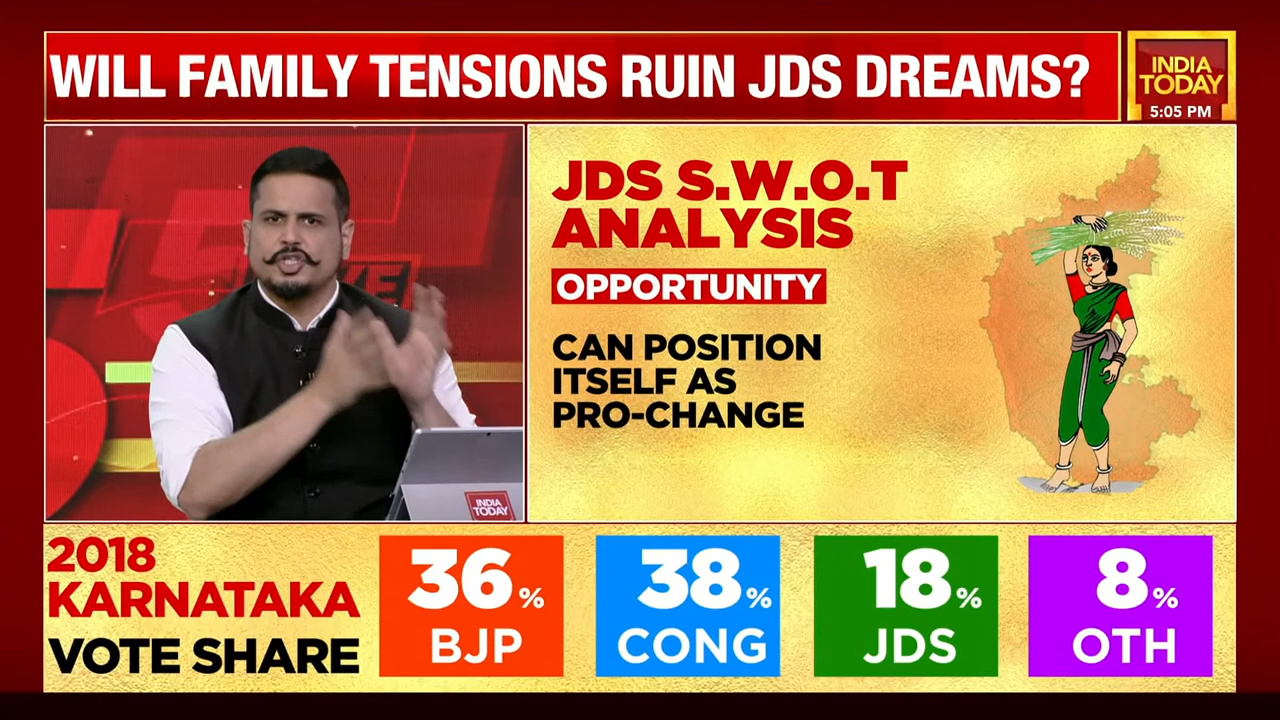 WILL FAMILY TENSIONS RUIN JDS DREAMS?
INDIA
TODAY
5:05 PM
JDS S.W.O.T
ANALYSIS
OPPORTUNITY
CAN POSITION
ITSELF AS
PRO-CHANGE
INDIA
TODAY
2018
KARNATAKA
VOTE SHARE
36%
BJP
38%
CONG
18%
JDS
8%
OTH